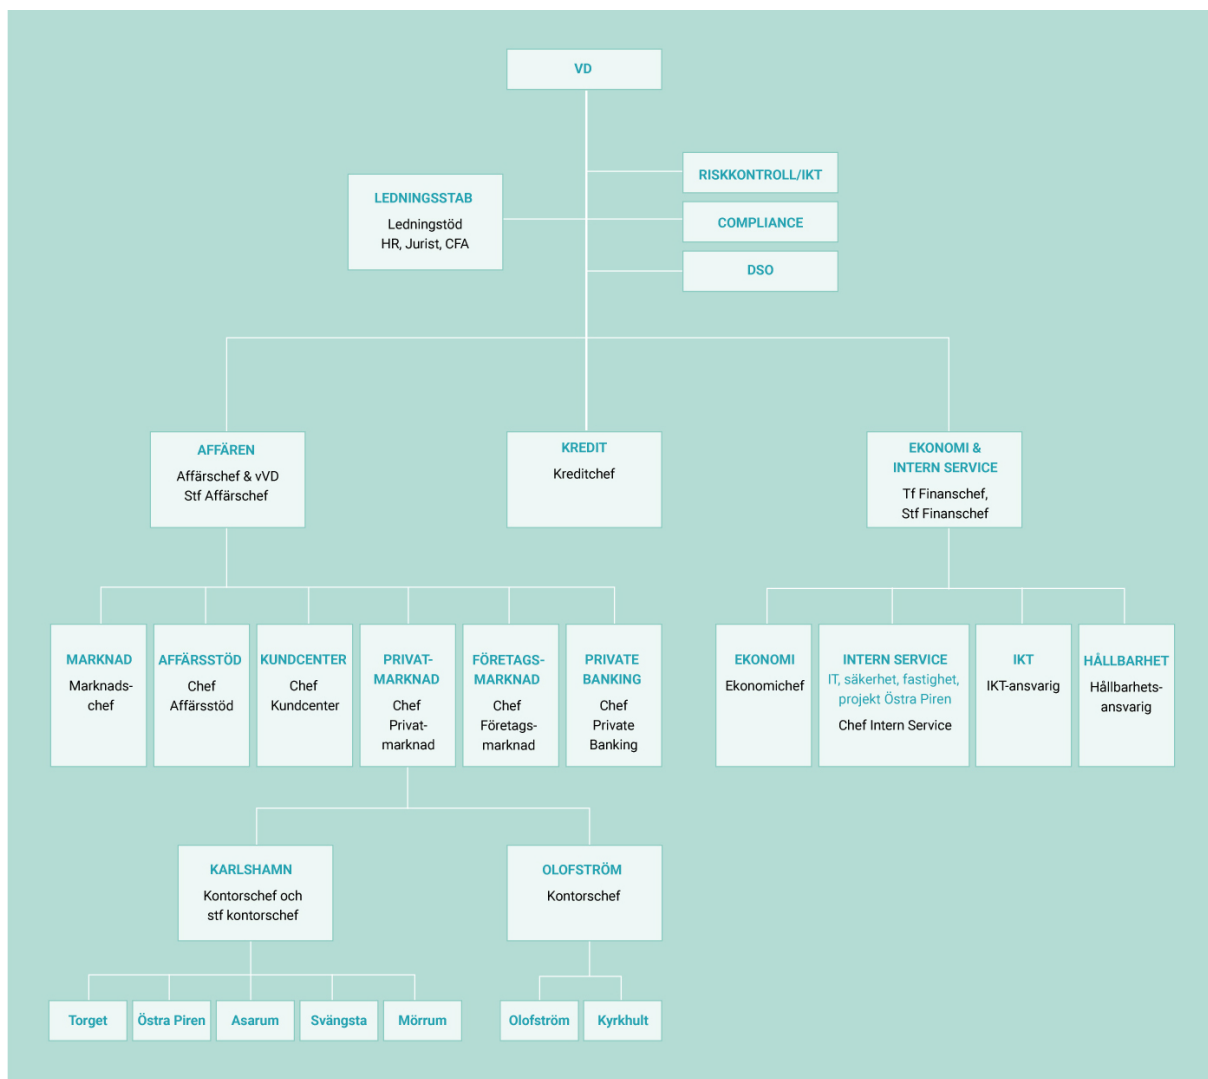 VD
RISKKONTROLL/IKT
LEDNINGSSTAB
Ledningstöd
HR, Jurist, CFA
COMPLIANCE
DSO
AFFÄREN
Affärschef & vVD
Stf Affärschef
KREDIT
Kreditchef
EKONOMI &
INTERN SERVICE
Tf Finanschef,
Stf Finanschef
MARKNAD
Marknads-
chef
AFFÄRSSTÖD
Chef
Affärsstöd
KUNDCENTER
Chef
Kundcenter
PRIVAT-
MARKNAD
Chef
Privat-
marknad
FÖRETAGS-
MARKNAD
Chef
Företags-
marknad
PRIVATE
BANKING
Chef
Private
Banking
EKONOMI
Ekonomichef
INTERN SERVICE
IT, säkerhet, fastighet,
projekt Östra Piren
Chef Intern Service
IKT
IKT-ansvarig
HÅLLBARHET
Hållbarhets-
ansvarig
KARLSHAMN
Kontorschef och
stf kontorschef
OLOFSTRÖM
Kontorschef
Torget
Östra Piren
Asarum
Svängsta
Mörrum
Olofström
Kyrkhult